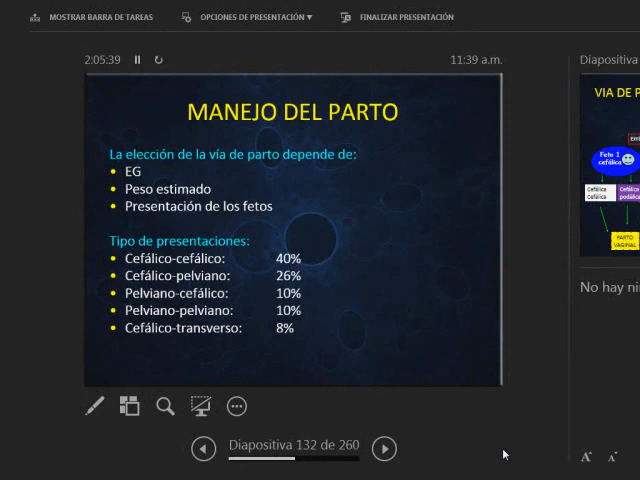 MOSTRAR BARRA DE TAREAS
OPCIONES DE PRESENTACIÓN ▼
FINALIZAR PRESENTACIÓN
2:05:39
11:39 a.m.
MANEJO DEL PARTO
La elección de la vía de parto depende de:
• EG
• Peso estimado
• Presentación de los fetos
Tipo de presentaciones:
• Cefálico-cefálico: 40%
• Cefálico-pelviano: 26%
• Pelviano-cefálico: 10%
• Pelviano-pelviano: 10%
• Cefálico-transverso: 8%
Diapositiva 132 de 260
Diapositiva
VIA DE P
Feto 1
cefálico
Cefálica
Cefálica
Cefálica
podálica
PARTO
VAGINAL
No hay nin
A A